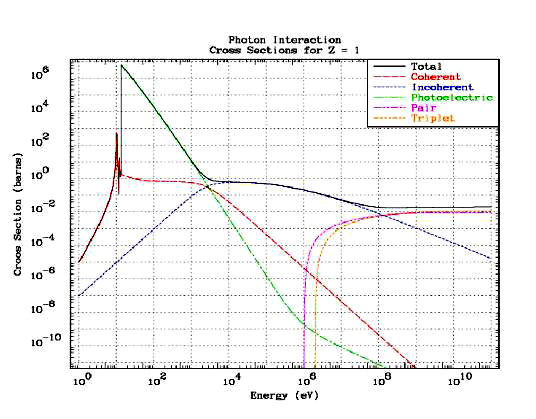 Photon Interaction
Cross Sections for Z = 1
Total
Coherent
Incoherent
Photoelectric
Pair
Triplet
Cross Section (barns)
10^6
10^4
10^2
10^0
10^-2
10^-4
10^-6
10^-8
10^-10
10^0 10^2 10^4 10^6 10^8 10^10
Energy (eV)